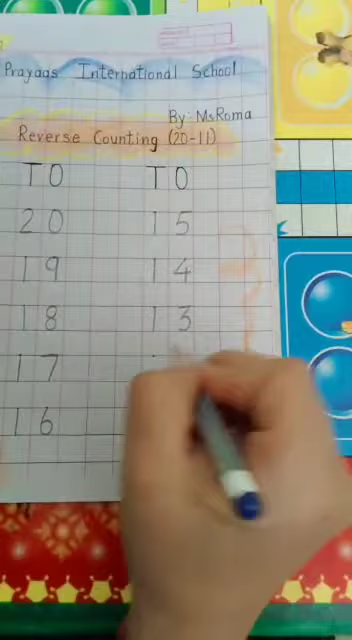 Prayaas International School
By: Ms Roma
Reverse Counting (20-11)
T O T O
2 0 1 5
1 9 1 4
1 8 1 3
1 7
1 6